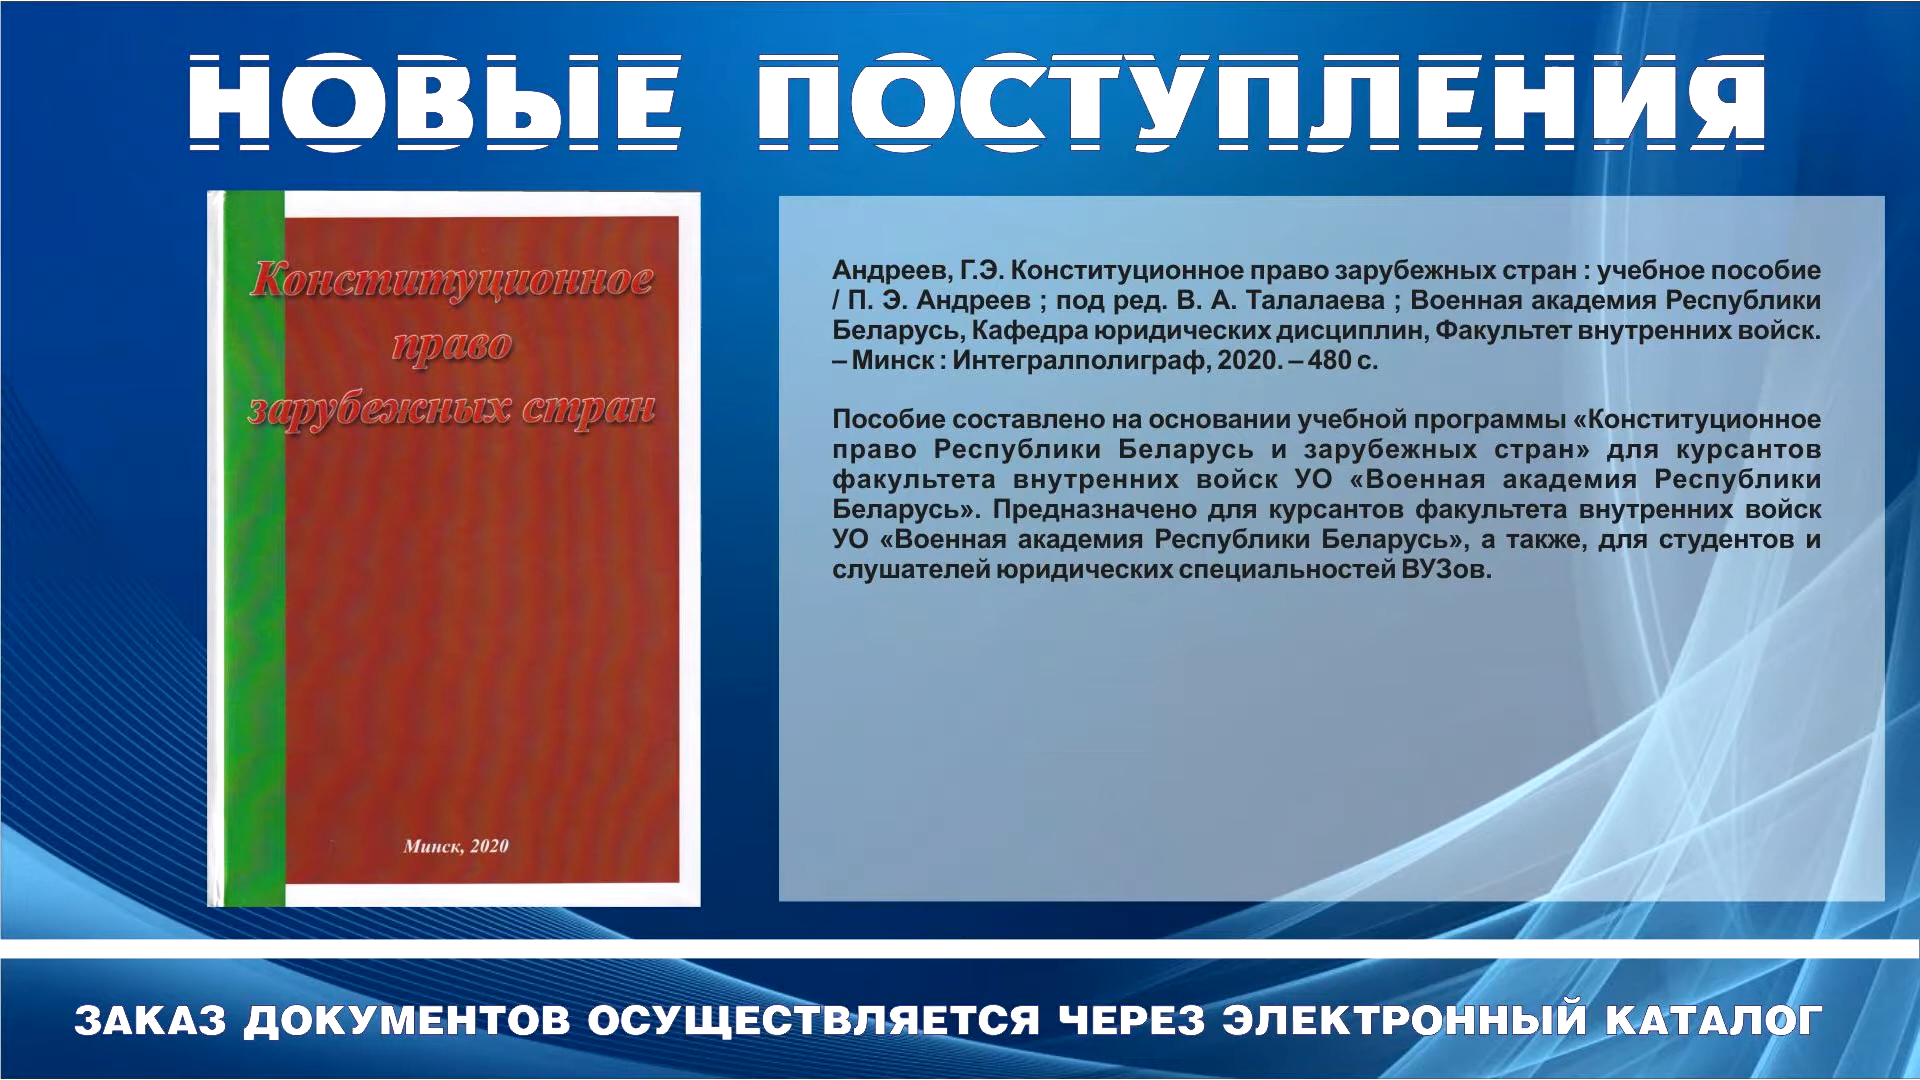 НОВЫЕ ПОСТУПЛЕНИЯ
Конституционное
право
зарубежных стран
Минск, 2020
Андреев, Г.Э. Конституционное право зарубежных стран : учебное пособие
/ П. Э. Андреев ; под ред. В. А. Талалаева ; Военная академия Республики
Беларусь, Кафедра юридических дисциплин, Факультет внутренних войск.
– Минск : Интегралполиграф, 2020. – 480 с.
Пособие составлено на основании учебной программы «Конституционное
право Республики Беларусь и зарубежных стран» для курсантов
факультета внутренних войск УО «Военная академия Республики
Беларусь». Предназначено для курсантов факультета внутренних войск
УО «Военная академия Республики Беларусь», а также, для студентов и
слушателей юридических специальностей ВУЗов.
ЗАКАЗ ДОКУМЕНТОВ ОСУЩЕСТВЛЯЕТСЯ ЧЕРЕЗ ЭЛЕКТРОННЫЙ КАТАЛОГ